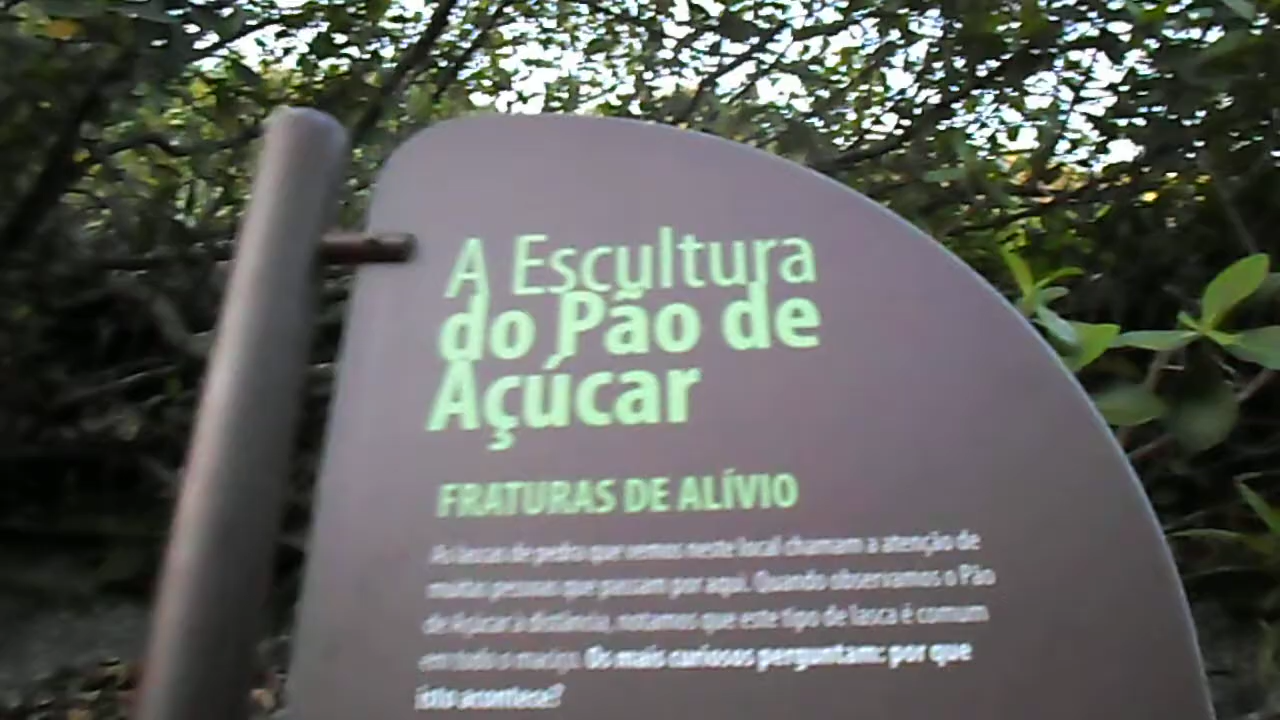 A Escultura
do Pão de
Açúcar
FRATURAS DE ALÍVIO
As lascas de pedra que vemos neste local chamam a atenção de
muitas pessoas que passam por aqui. Quando observamos o Pão
de Açúcar à distância, notamos que este tipo de lasca é comum
em todo o maciço. Os mais curiosos perguntam: por que
isto acontece?